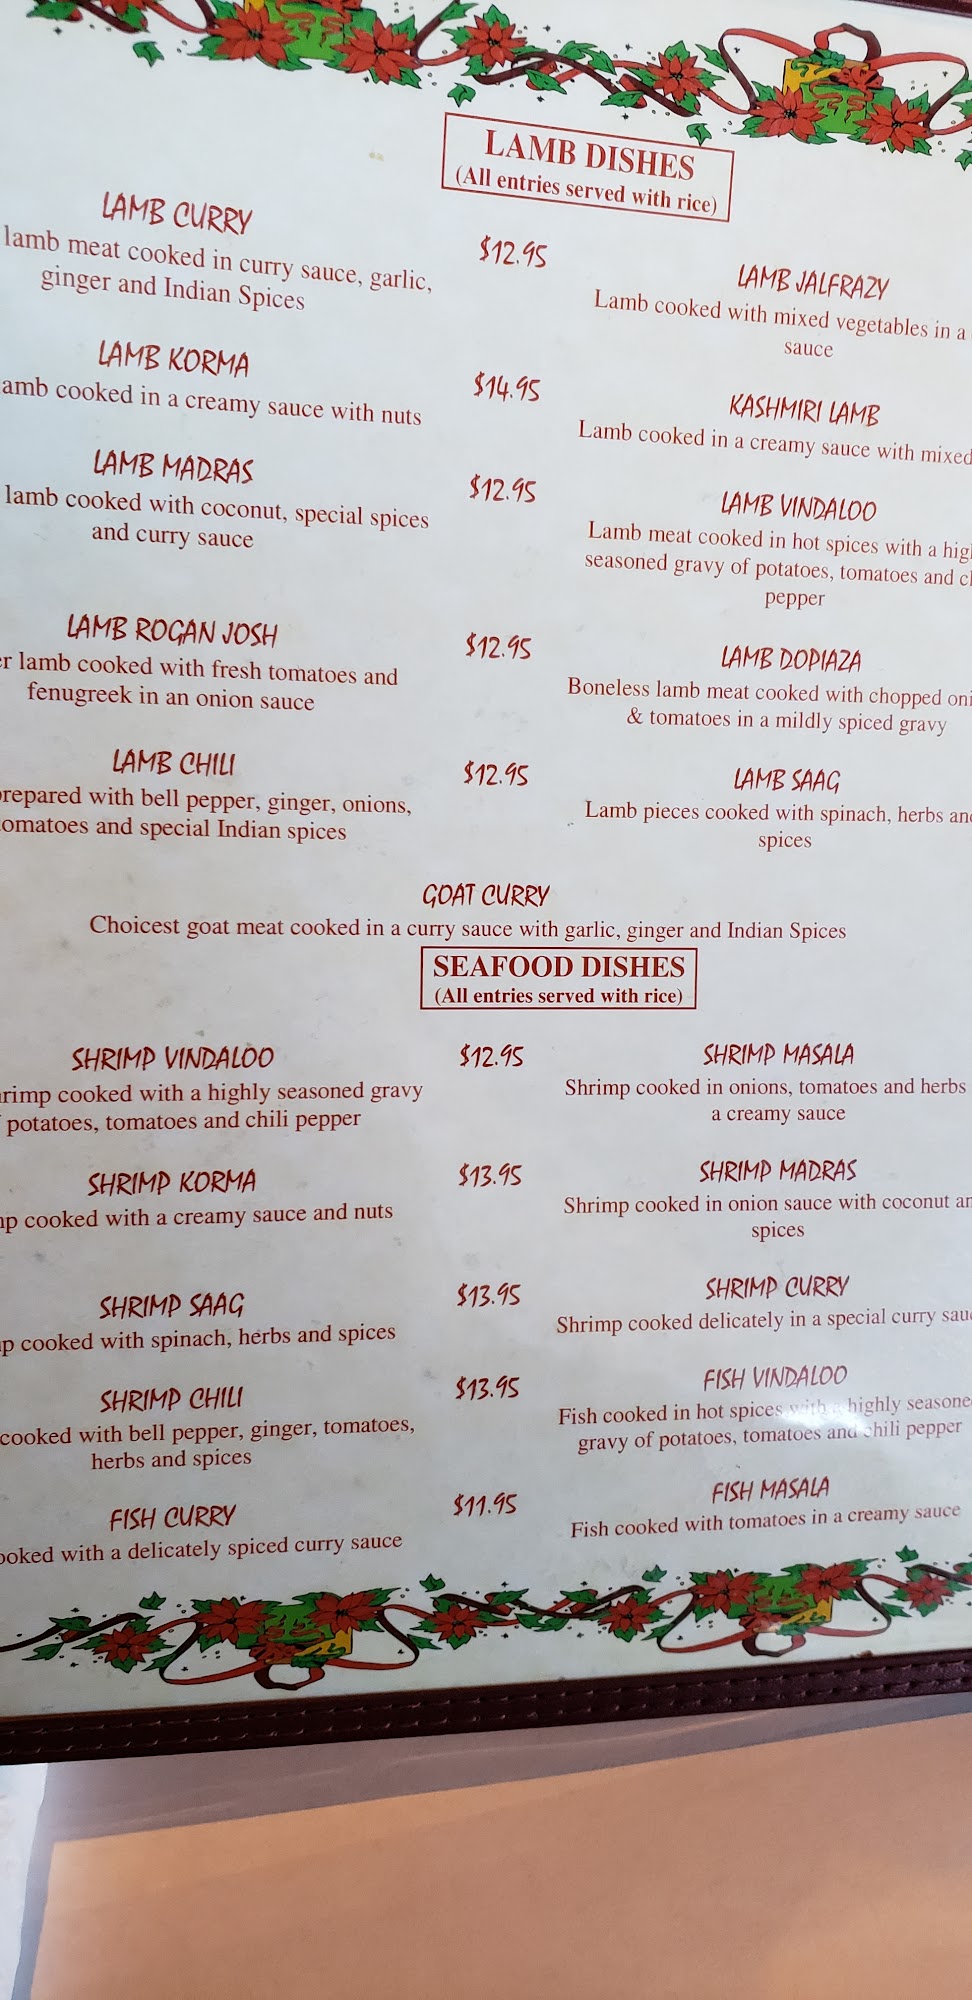 LAMB DISHES
(All entries served with rice)
LAMB CURRY
$12.95
lamb meat cooked in curry sauce, garlic,
ginger and Indian Spices
LAMB KORMA
$14.95
cooked in a creamy sauce with nuts
LAMB MADRAS
$12.95
lamb cooked with coconut, special spices
and curry sauce
LAMB ROGAN JOSH
$12.95
lamb cooked with fresh tomatoes and
fenugreek in an onion sauce
LAMB CHILI
$12.95
with bell pepper, ginger, onions,
and special Indian spices
LAMB JALFRAZY
Lamb cooked with mixed vegetables in a
sauce
KASHMIRI LAMB
Lamb cooked in a creamy sauce with mixed
LAMB VINDALOO
Lamb meat cooked in hot spices with a
seasoned gravy of potatoes, tomatoes and
pepper
LAMB DOPIAZA
Boneless lamb meat cooked with chopped
& tomatoes in a mildly spiced gravy
LAMB SAAG
Lamb pieces cooked with spinach, herbs
spices
GOAT CURRY
Choicest goat meat cooked in a curry sauce with garlic, ginger and Indian Spices
SEAFOOD DISHES
(All entries served with rice)
SHRIMP VINDALOO
$12.95
cooked with a highly seasoned gravy
potatoes, tomatoes and chili pepper
SHRIMP KORMA
$13.95
cooked with a creamy sauce and nuts
SHRIMP SAAG
$13.95
cooked with spinach, herbs and spices
SHRIMP CHILI
$13.95
cooked with bell pepper, ginger, tomatoes,
herbs and spices
FISH CURRY
$11.95
with a delicately spiced curry sauce
SHRIMP MASALA
Shrimp cooked in onions, tomatoes and herbs
a creamy sauce
SHRIMP MADRAS
Shrimp cooked in onion sauce with coconut
spices
SHRIMP CURRY
Shrimp cooked delicately in a special curry
FISH VINDALOO
Fish cooked in hot spices with a highly
gravy of potatoes, tomatoes and chili pepper
FISH MASALA
Fish cooked with tomatoes in a creamy sauce